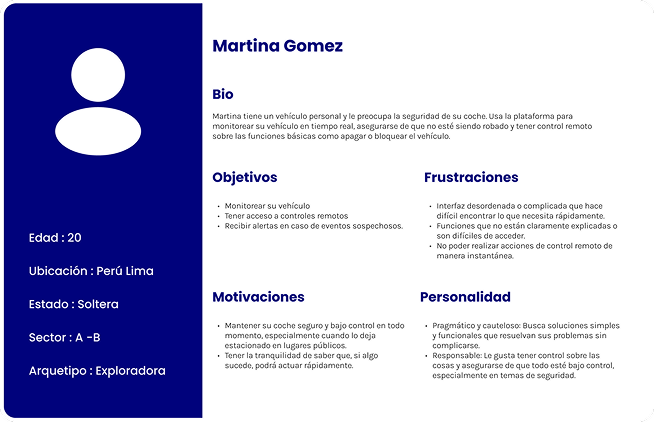 Martina Gomez
Bio
Martina tiene un vehículo personal y le preocupa la seguridad de su coche. Usa la plataforma para
monitorear su vehículo en tiempo real, asegurarse de que no esté siendo robado y tener control remoto
sobre las funciones básicas como apagar o bloquear el vehículo.
Objetivos
• Monitorear su vehículo
• Tener acceso a controles remotos
• Recibir alertas en caso de eventos sospechosos.
Frustraciones
• Interfaz desordenada o complicada que hace
difícil encontrar lo que necesita rápidamente.
• Funciones que no están claramente explicadas o
son difíciles de acceder.
• No poder realizar acciones de control remoto de
manera instantánea.
Motivaciones
• Mantener su coche seguro y bajo control en todo
momento, especialmente cuando lo deja
estacionado en lugares públicos.
• Tener la tranquilidad de saber que, si algo
sucede, podrá actuar rápidamente.
Personalidad
• Pragmático y cauteloso: Busca soluciones simples
y funcionales que resuelvan sus problemas sin
complicarse.
• Responsable: Le gusta tener control sobre las
cosas y asegurarse de que todo esté bajo control,
especialmente en temas de seguridad.
Edad : 20
Ubicación : Perú Lima
Estado : Soltera
Sector : A -B
Arquetipo : Exploradora